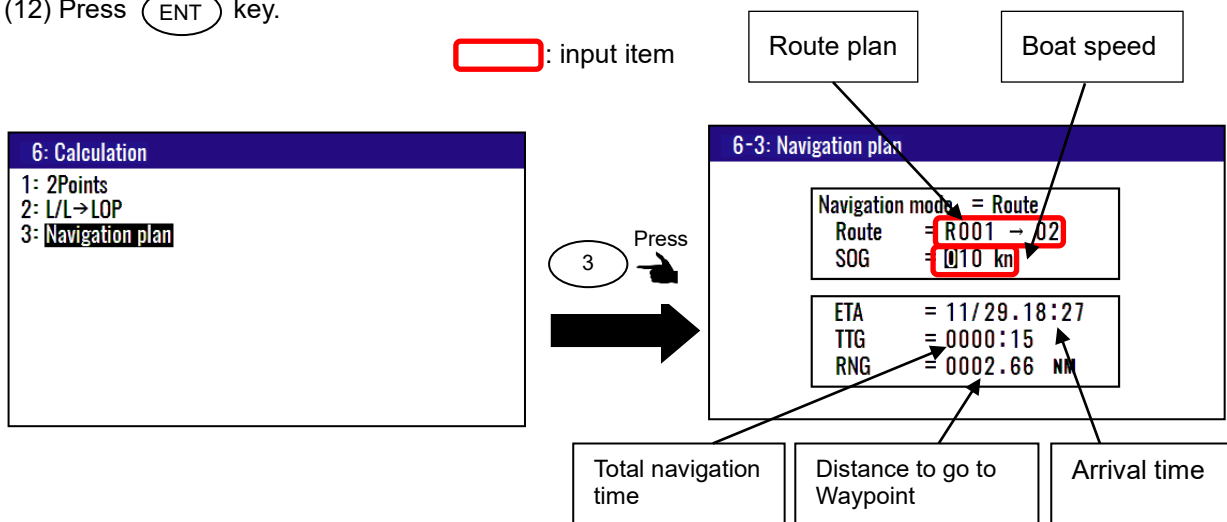 (12) Press ENT key.
: input item
Route plan
Boat speed
6: Calculation
1: 2Points
2: L/L→LOP
3: Navigation plan
3
Press
6-3: Navigation plan
Navigation mode = Route
Route = R001 → 02
SOG = 010 kn
ETA = 11/29.18:27
TTG = 0000:15
RNG = 0002.66 NM
Total navigation
time
Distance to go to
Waypoint
Arrival time